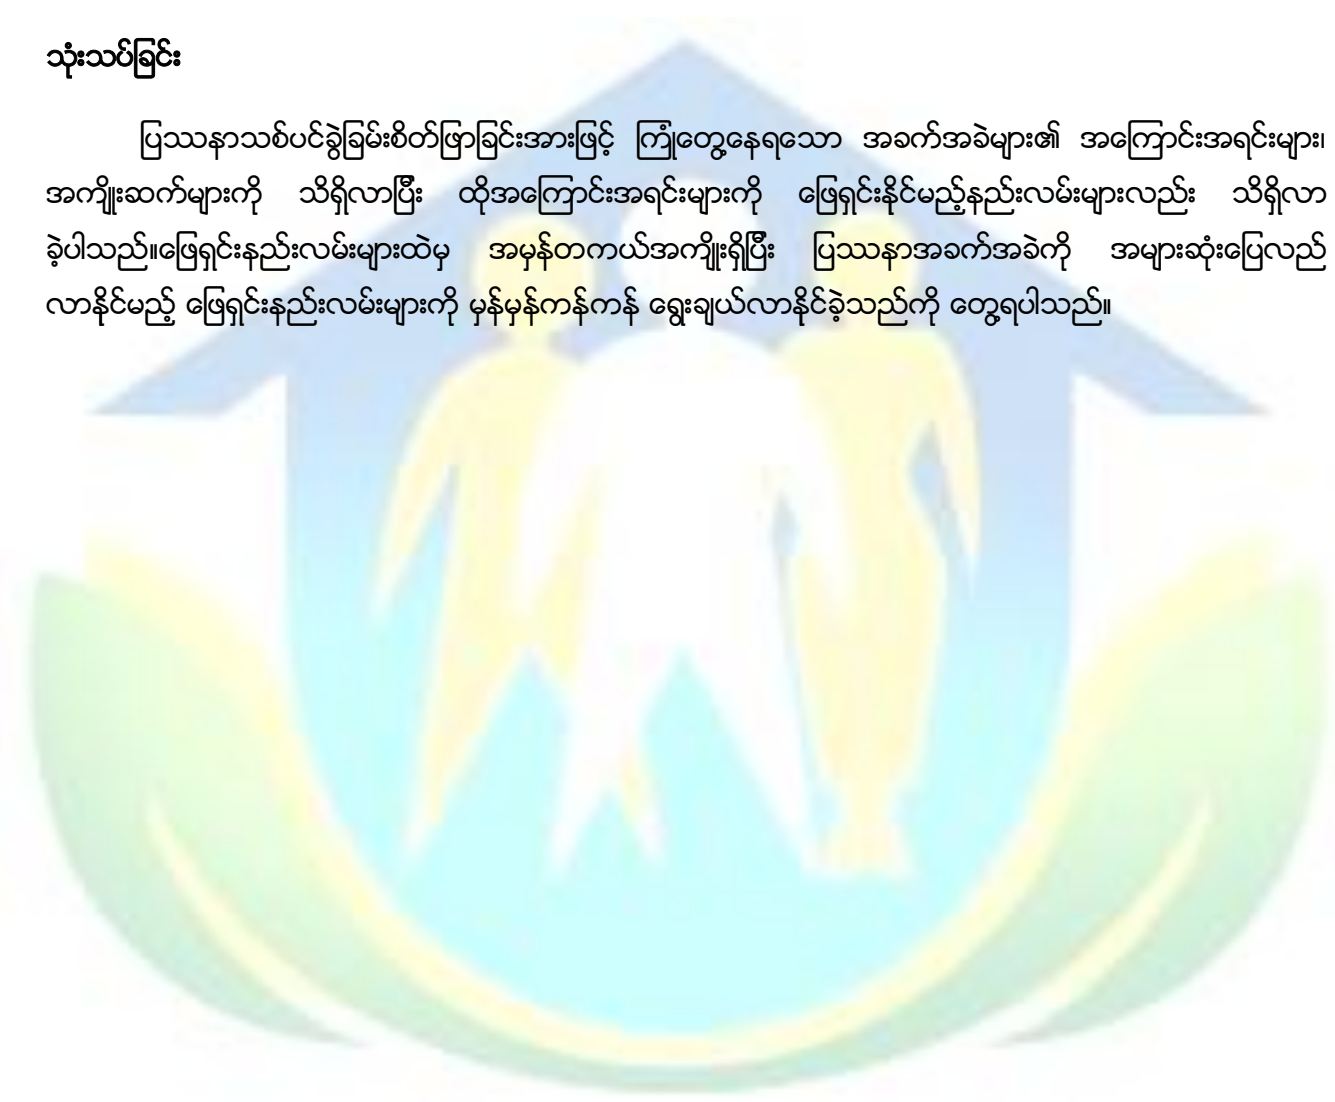 သုံးသပ်ခြင်း
ပြဿနာသစ်ပင်ခွဲခြမ်းစိတ်ဖြာခြင်းအားဖြင့် ကြုံတွေ့နေရသော အခက်အခဲများ၏ အကြောင်းအရင်းများ၊
အကျိုးဆက်များကို သိရှိလာပြီး ထိုအကြောင်းအရင်းများကို ဖြေရှင်းနိုင်မည့်နည်းလမ်းများလည်း သိရှိလာ
ခဲ့ပါသည်။ဖြေရှင်းနည်းလမ်းများထဲမှ အမှန်တကယ်အကျိုးရှိပြီး ပြဿနာအခက်အခဲကို အများဆုံးပြေလည်
လာနိုင်မည့် ဖြေရှင်းနည်းလမ်းများကို မှန်မှန်ကန်ကန် ရွေးချယ်လာနိုင်ခဲ့သည်ကို တွေ့ရပါသည်။